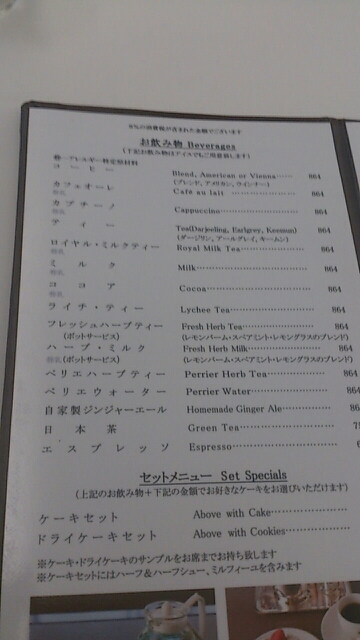 8%の消費税が含まれた金額でございます
お飲み物 Beverages
(下記お飲み物はアイスでもご用意致します)
※…アレルギー特定原材料
コーヒー Blend, American or Vienna…… 864
(ブレンド, アメリカン, ウインナー)
カフェオーレ Cafe au lait ………………… 864
カプチーノ Cappuccino……………………… 864
ティー Tea(Darjeeling, Earlgrey, Keemun) 864
(ダージリン, アールグレイ, キームン)
ロイヤル・ミルクティー Royal Milk Tea………………… 864
ミルク Milk………………………… 864
ココア Cocoa……………………… 864
ライチ・ティー Lychee Tea………………… 864
フレッシュハーブティー Fresh Herb Tea………………… 864
(ポットサービス) (レモンバーム・スペアミント・レモングラスのブレンド)
ハーブ・ミルク Fresh Herb Milk……………… 864
(ポットサービス) (レモンバーム・スペアミント・レモングラスのブレンド)
ペリエハーブティー Perrier Herb Tea……………… 864
ペリエウォーター Perrier Water………………… 864
自家製ジンジャーエール Homemade Ginger Ale…………
日本茶 Green Tea……………………
エスプレッソ Espresso……………………
セットメニュー Set Specials
(上記のお飲み物+下記の金額でお好きなケーキをお選びいただけます)
ケーキセット Above with Cake…………………
ドライケーキセット Above with Cookies………………
※ケーキ・ドライケーキのサンプルをお席までお持ち致します
※ケーキセットにはハーフ&ハーフシュー、ミルフィーユを含みます